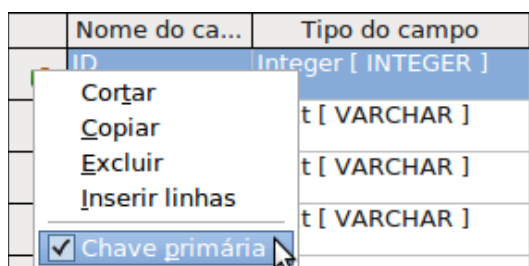 Nome do ca... Tipo do campo
ID Integer [ INTEGER ]
Cortar
t [ VARCHAR ]
Copiar
Excluir
t [ VARCHAR ]
Inserir linhas
t [ VARCHAR ]
Chave primária